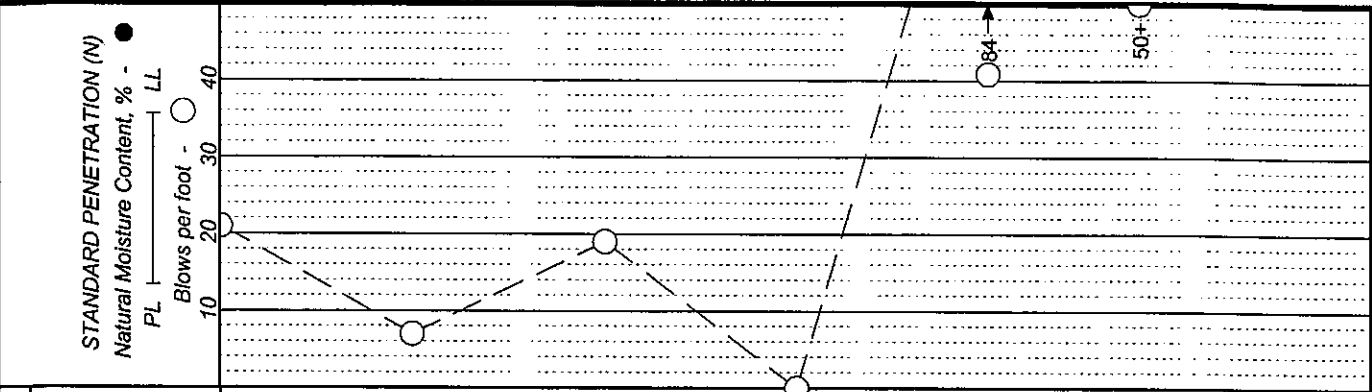 STANDARD PENETRATION (N)
Natural Moisture Content, % - ●
PL LL
Blows per foot - ○
10 20 30 40
84
50+